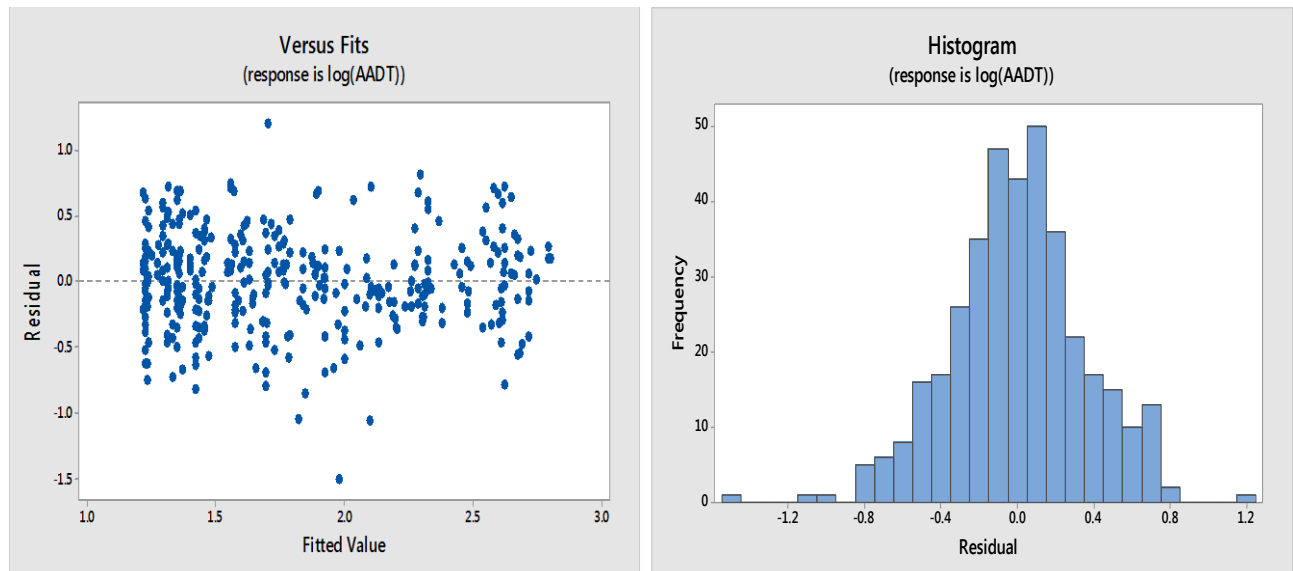 Versus Fits
(response is log(AADT))
Residual
1.0
0.5
0.0
-0.5
-1.0
-1.5
1.0 1.5 2.0 2.5 3.0
Fitted Value
Histogram
(response is log(AADT))
Frequency
50
40
30
20
10
0
-1.2 -0.8 -0.4 0.0 0.4 0.8 1.2
Residual